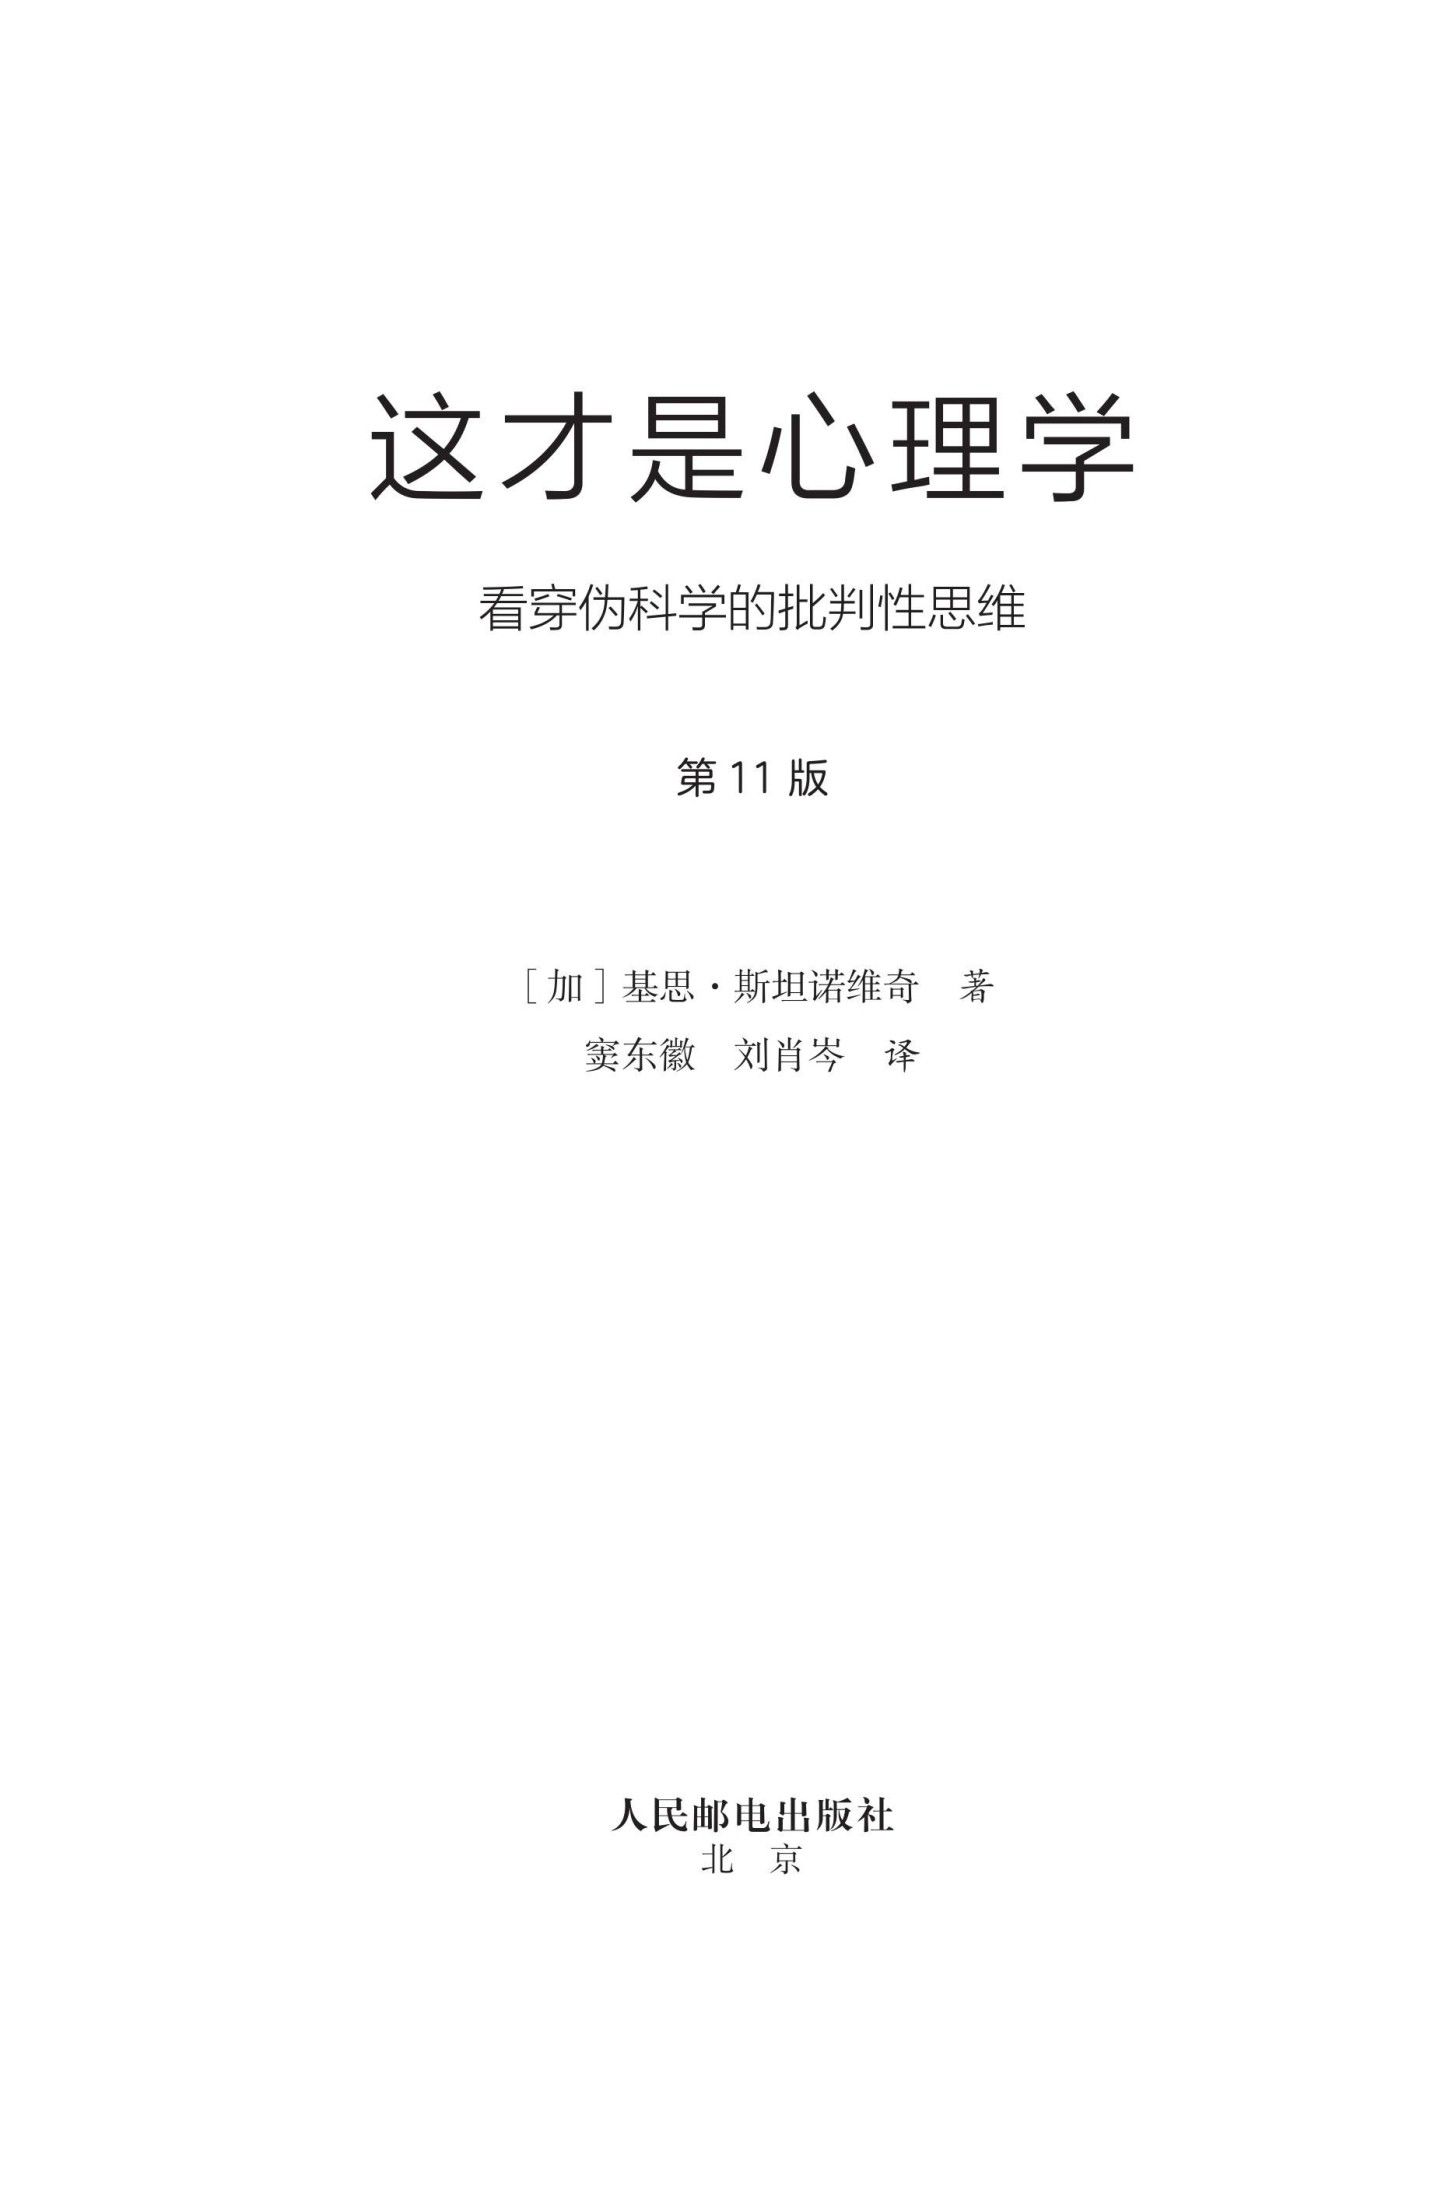 这才是心理学
看穿伪科学的批判性思维
第 11 版
［加］基思·斯坦诺维奇　著
窦东徽　刘肖岑　译
人民邮电出版社
北　京